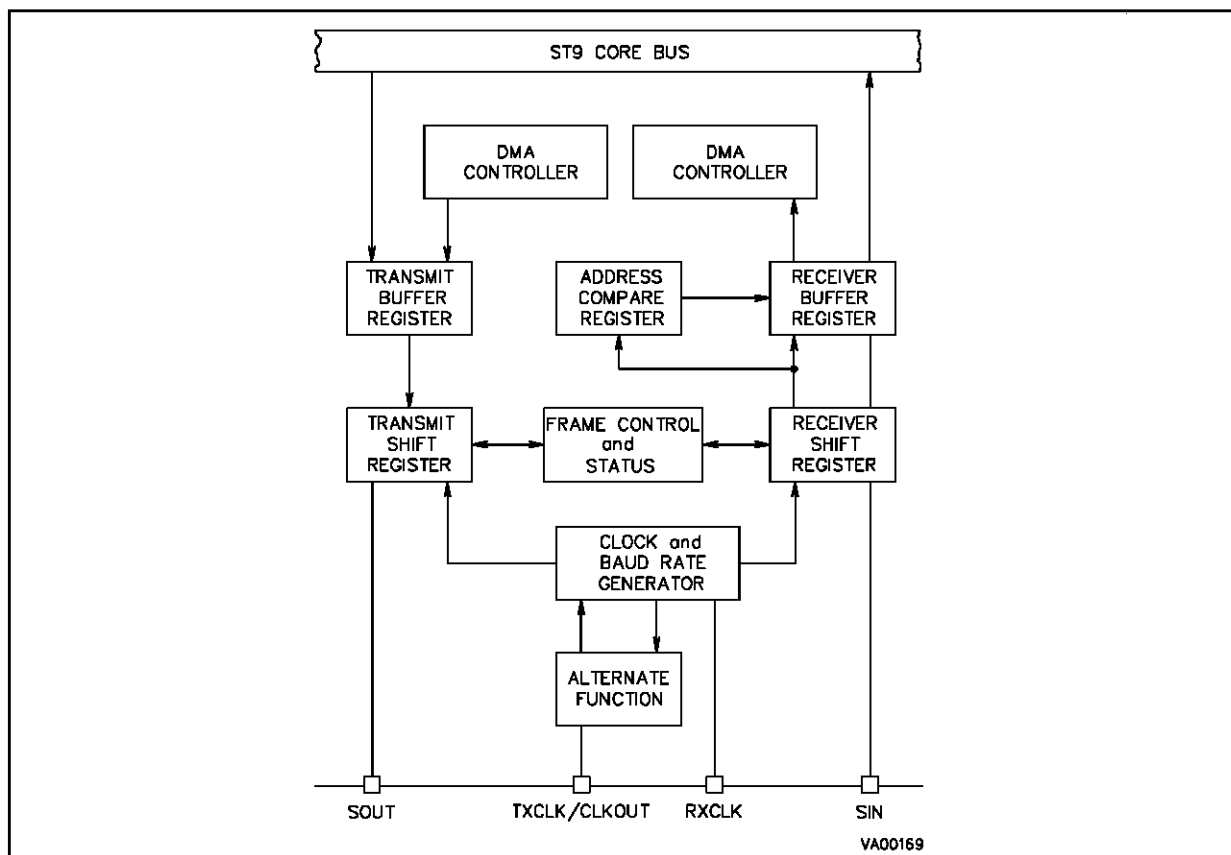 ST9 CORE BUS
DMA
CONTROLLER
DMA
CONTROLLER
TRANSMIT
BUFFER
REGISTER
ADDRESS
COMPARE
REGISTER
RECEIVER
BUFFER
REGISTER
TRANSMIT
SHIFT
REGISTER
FRAME CONTROL
and
STATUS
RECEIVER
SHIFT
REGISTER
CLOCK and
BAUD RATE
GENERATOR
ALTERNATE
FUNCTION
SOUT
TXCLK/CLKOUT
RXCLK
SIN
VA00169